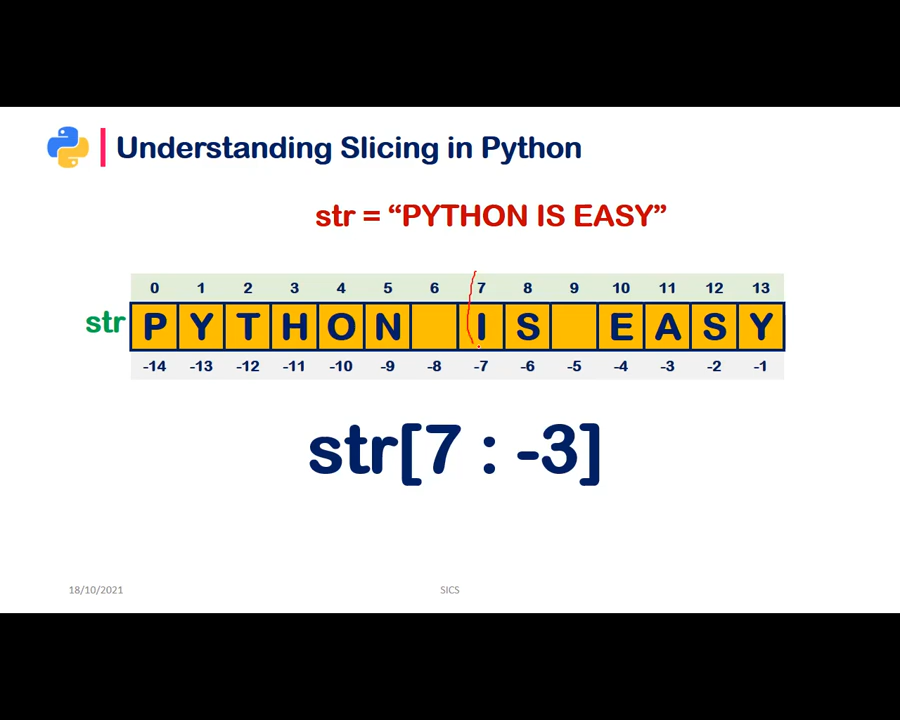 Understanding Slicing in Python
str = “PYTHON IS EASY”
0 1 2 3 4 5 6 7 8 9 10 11 12 13
str P Y T H O N I S E A S Y
-14 -13 -12 -11 -10 -9 -8 -7 -6 -5 -4 -3 -2 -1
str[7 : -3]
18/10/2021 SICS